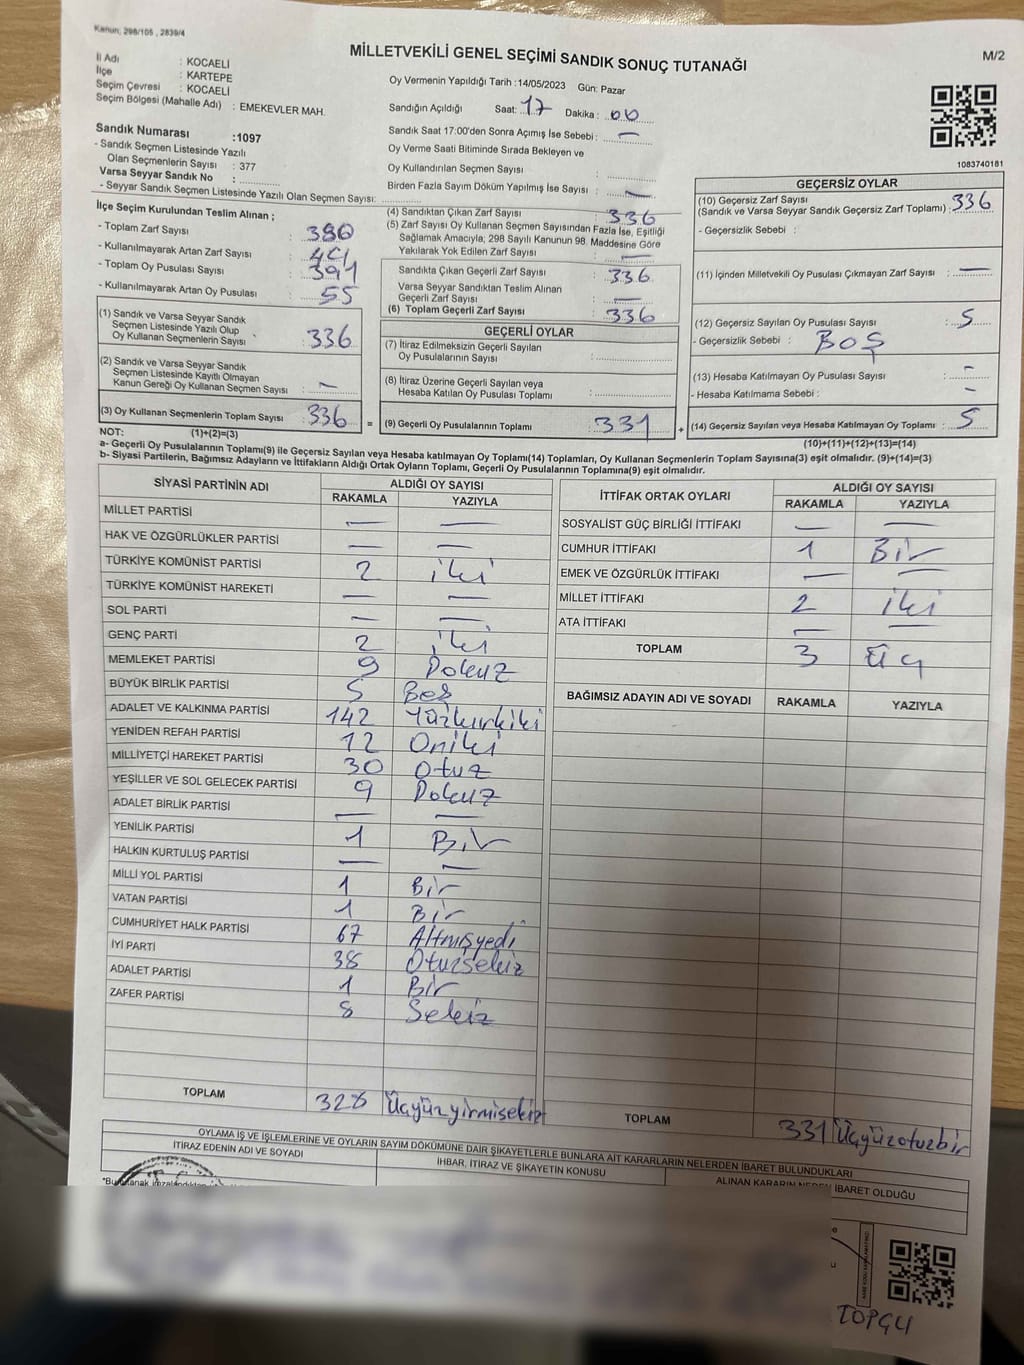 Kanun; 298/105 , 2839/4
MİLLETVEKİLİ GENEL SEÇİMİ SANDIK SONUÇ TUTANAĞI
M/2
İl Adı : KOCAELİ
İlçe : KARTEPE
Seçim Çevresi : KOCAELİ
Seçim Bölgesi (Mahalle Adı) : EMEKEVLER MAH.
Sandık Numarası :1097
- Sandık Seçmen Listesinde Yazılı
Olan Seçmenlerin Sayısı : 377
Varsa Seyyar Sandık No :
- Seyyar Sandık Seçmen Listesinde Yazılı Olan Seçmen Sayısı:
Oy Vermenin Yapıldığı Tarih :14/05/2023 Gün: Pazar
Sandığın Açıldığı Saat: 17 Dakika : 00
Sandık Saat 17:00'den Sonra Açımış İse Sebebi : —
Oy Verme Saati Bitiminde Sırada Bekleyen ve
Oy Kullandırılan Seçmen Sayısı :
Birden Fazla Sayım Döküm Yapılmış İse Sayısı : —
1083740181
İlçe Seçim Kurulundan Teslim Alınan ;
- Toplam Zarf Sayısı : 380
- Kullanılmayarak Artan Zarf Sayısı :
- Toplam Oy Pusulası Sayısı : 391
- Kullanılmayarak Artan Oy Pusulası : 55
(1) Sandık ve Varsa Seyyar Sandık
Seçmen Listesinde Yazılı Olup
Oy Kullanan Seçmenlerin Sayısı : 336
(2) Sandık ve Varsa Seyyar Sandık
Seçmen Listesinde Kayıtlı Olmayan
Kanun Gereği Oy Kullanan Seçmen Sayısı : —
(3) Oy Kullanan Seçmenlerin Toplam Sayısı : 336
(4) Sandıktan Çıkan Zarf Sayısı : 336
(5) Zarf Sayısı Oy Kullanan Seçmen Sayısından Fazla İse, Eşitliği
Sağlamak Amacıyla; 298 Sayılı Kanunun 98. Maddesine Göre
Yakılarak Yok Edilen Zarf Sayısı : —
Sandıkta Çıkan Geçerli Zarf Sayısı : 336
Varsa Seyyar Sandıktan Teslim Alınan
Geçerli Zarf Sayısı : —
(6) Toplam Geçerli Zarf Sayısı : 336
GEÇERLİ OYLAR
(7) İtiraz Edilmeksizin Geçerli Sayılan
Oy Pusulalarının Sayısı :
(8) İtiraz Üzerine Geçerli Sayılan veya
Hesaba Katılan Oy Pusulası Toplamı :
= (9) Geçerli Oy Pusulalarının Toplamı : 331 +
GEÇERSİZ OYLAR
(10) Geçersiz Zarf Sayısı
(Sandık ve Varsa Seyyar Sandık Geçersiz Zarf Toplamı) : 336
- Geçersizlik Sebebi :
(11) İçinden Milletvekili Oy Pusulası Çıkmayan Zarf Sayısı : —
(12) Geçersiz Sayılan Oy Pusulası Sayısı : 5
- Geçersizlik Sebebi : BOŞ
(13) Hesaba Katılmayan Oy Pusulası Sayısı : -
- Hesaba Katılmama Sebebi : -
(14) Geçersiz Sayılan veya Hesaba Katılmayan Oy Toplamı : 5
NOT: (1)+(2)=(3) (10)+(11)+(12)+(13)=(14)
a- Geçerli Oy Pusulalarının Toplamı(9) ile Geçersiz Sayılan veya Hesaba katılmayan Oy Toplamı(14) Toplamları, Oy Kullanan Seçmenlerin Toplam Sayısına(3) eşit olmalıdır. (9)+(14)=(3)
b- Siyasi Partilerin, Bağımsız Adayların ve İttifakların Aldığı Ortak Oyların Toplamı, Geçerli Oy Pusulalarının Toplamına(9) eşit olmalıdır.
SİYASİ PARTİNİN ADI ALDIĞI OY SAYISI
RAKAMLA YAZIYLA
MİLLET PARTİSİ — —
HAK VE ÖZGÜRLÜKLER PARTİSİ — —
TÜRKİYE KOMÜNİST PARTİSİ 2 iki
TÜRKİYE KOMÜNİST HAREKETİ — —
SOL PARTİ — —
GENÇ PARTİ 2 iki
MEMLEKET PARTİSİ 9 Dokuz
BÜYÜK BİRLİK PARTİSİ 5 Beş
ADALET VE KALKINMA PARTİSİ 142 Yüzkırkiki
YENİDEN REFAH PARTİSİ 12 Oniki
MİLLİYETÇİ HAREKET PARTİSİ 30 Otuz
YEŞİLLER VE SOL GELECEK PARTİSİ 9 Dokuz
ADALET BİRLİK PARTİSİ — —
YENİLİK PARTİSİ 1 Bir
HALKIN KURTULUŞ PARTİSİ — —
MİLLİ YOL PARTİSİ 1 Bir
VATAN PARTİSİ 1 Bir
CUMHURİYET HALK PARTİSİ 67 Altmışyedi
İYİ PARTİ 38 Otuzsekiz
ADALET PARTİSİ 1 Bir
ZAFER PARTİSİ 8 Sekiz
TOPLAM 328 Üçyüzyirmisekiz
İTTİFAK ORTAK OYLARI ALDIĞI OY SAYISI
RAKAMLA YAZIYLA
SOSYALİST GÜÇ BİRLİĞİ İTTİFAKI — —
CUMHUR İTTİFAKI 1 Bir
EMEK VE ÖZGÜRLÜK İTTİFAKI — —
MİLLET İTTİFAKI 2 iki
ATA İTTİFAKI — —
TOPLAM 3 Üç
BAĞIMSIZ ADAYIN ADI VE SOYADI RAKAMLA YAZIYLA
TOPLAM 331 Üçyüzotuzbir
OYLAMA İŞ VE İŞLEMLERİNE VE OYLARIN SAYIM DÖKÜMÜNE DAİR ŞİKAYETLERLE BUNLARA AİT KARARLARIN NELERDEN İBARET BULUNDUKLARI
İTİRAZ EDENİN ADI VE SOYADI İHBAR, İTİRAZ VE ŞİKAYETİN KONUSU ALINAN KARARIN NEDEN İBARET OLDUĞU
TOPÇU